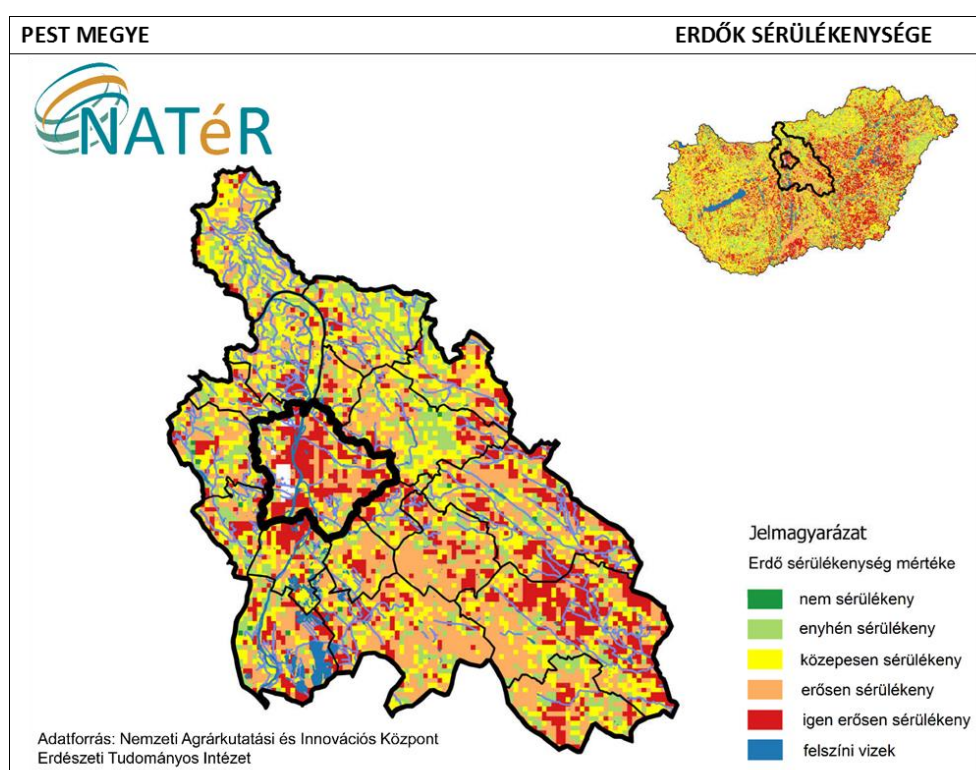 PEST MEGYE
ERDŐK SÉRÜLÉKENYSÉGE
NATéR
Jelmagyarázat
Erdő sérülékenység mértéke
nem sérülékeny
enyhén sérülékeny
közepesen sérülékeny
erősen sérülékeny
igen erősen sérülékeny
felszíni vizek
Adatforrás: Nemzeti Agrárkutatási és Innovációs Központ
Erdészeti Tudományos Intézet